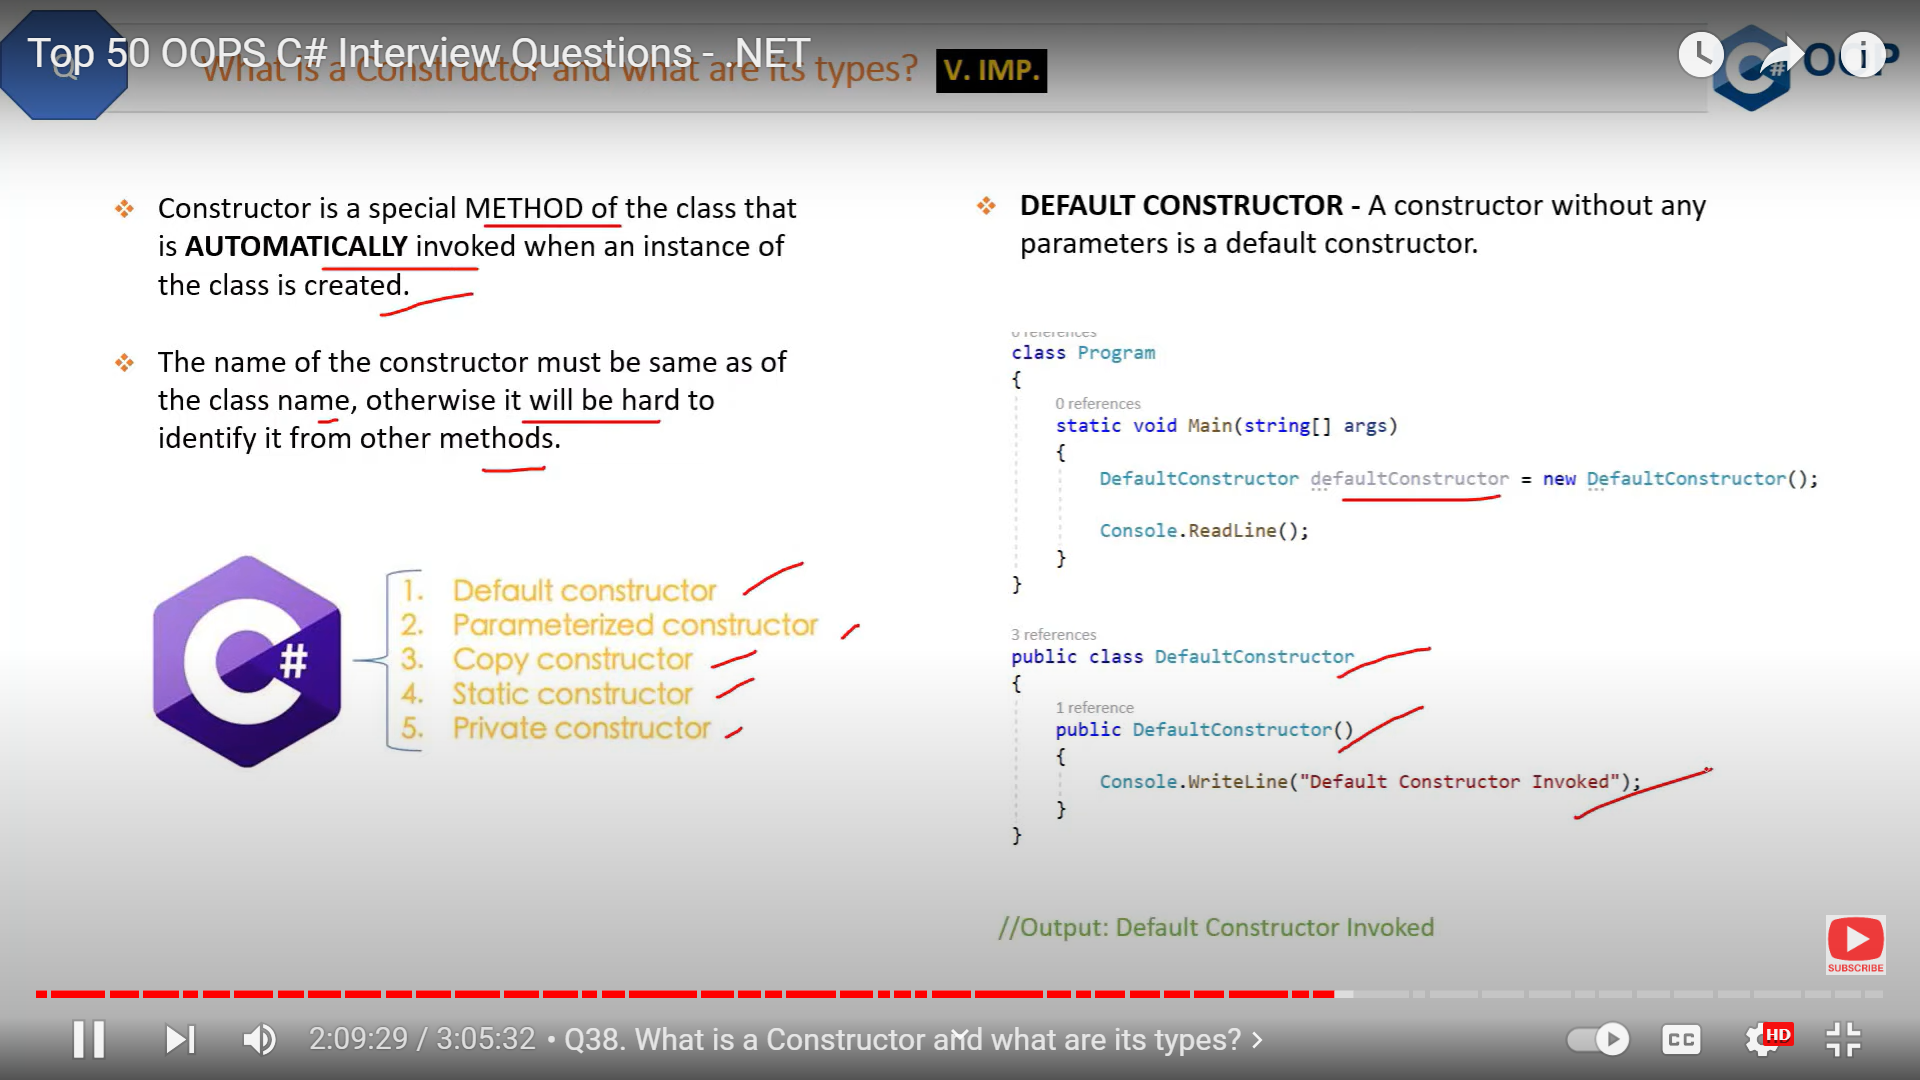 Top 50 OOPS C# Interview Questions - .NET
What is a Constructor and what are its types?
V. IMP.
OOP
Constructor is a special METHOD of the class that
is AUTOMATICALLY invoked when an instance of
the class is created.
The name of the constructor must be same as of
the class name, otherwise it will be hard to
identify it from other methods.
C#
1. Default constructor
2. Parameterized constructor
3. Copy constructor
4. Static constructor
5. Private constructor
DEFAULT CONSTRUCTOR - A constructor without any
parameters is a default constructor.
0 references
class Program
{
0 references
static void Main(string[] args)
{
DefaultConstructor defaultConstructor = new DefaultConstructor();
Console.ReadLine();
}
}
3 references
public class DefaultConstructor
{
1 reference
public DefaultConstructor()
{
Console.WriteLine("Default Constructor Invoked");
}
}
//Output: Default Constructor Invoked
SUBSCRIBE
2:09:29 / 3:05:32 • Q38. What is a Constructor and what are its types? >
CC
HD